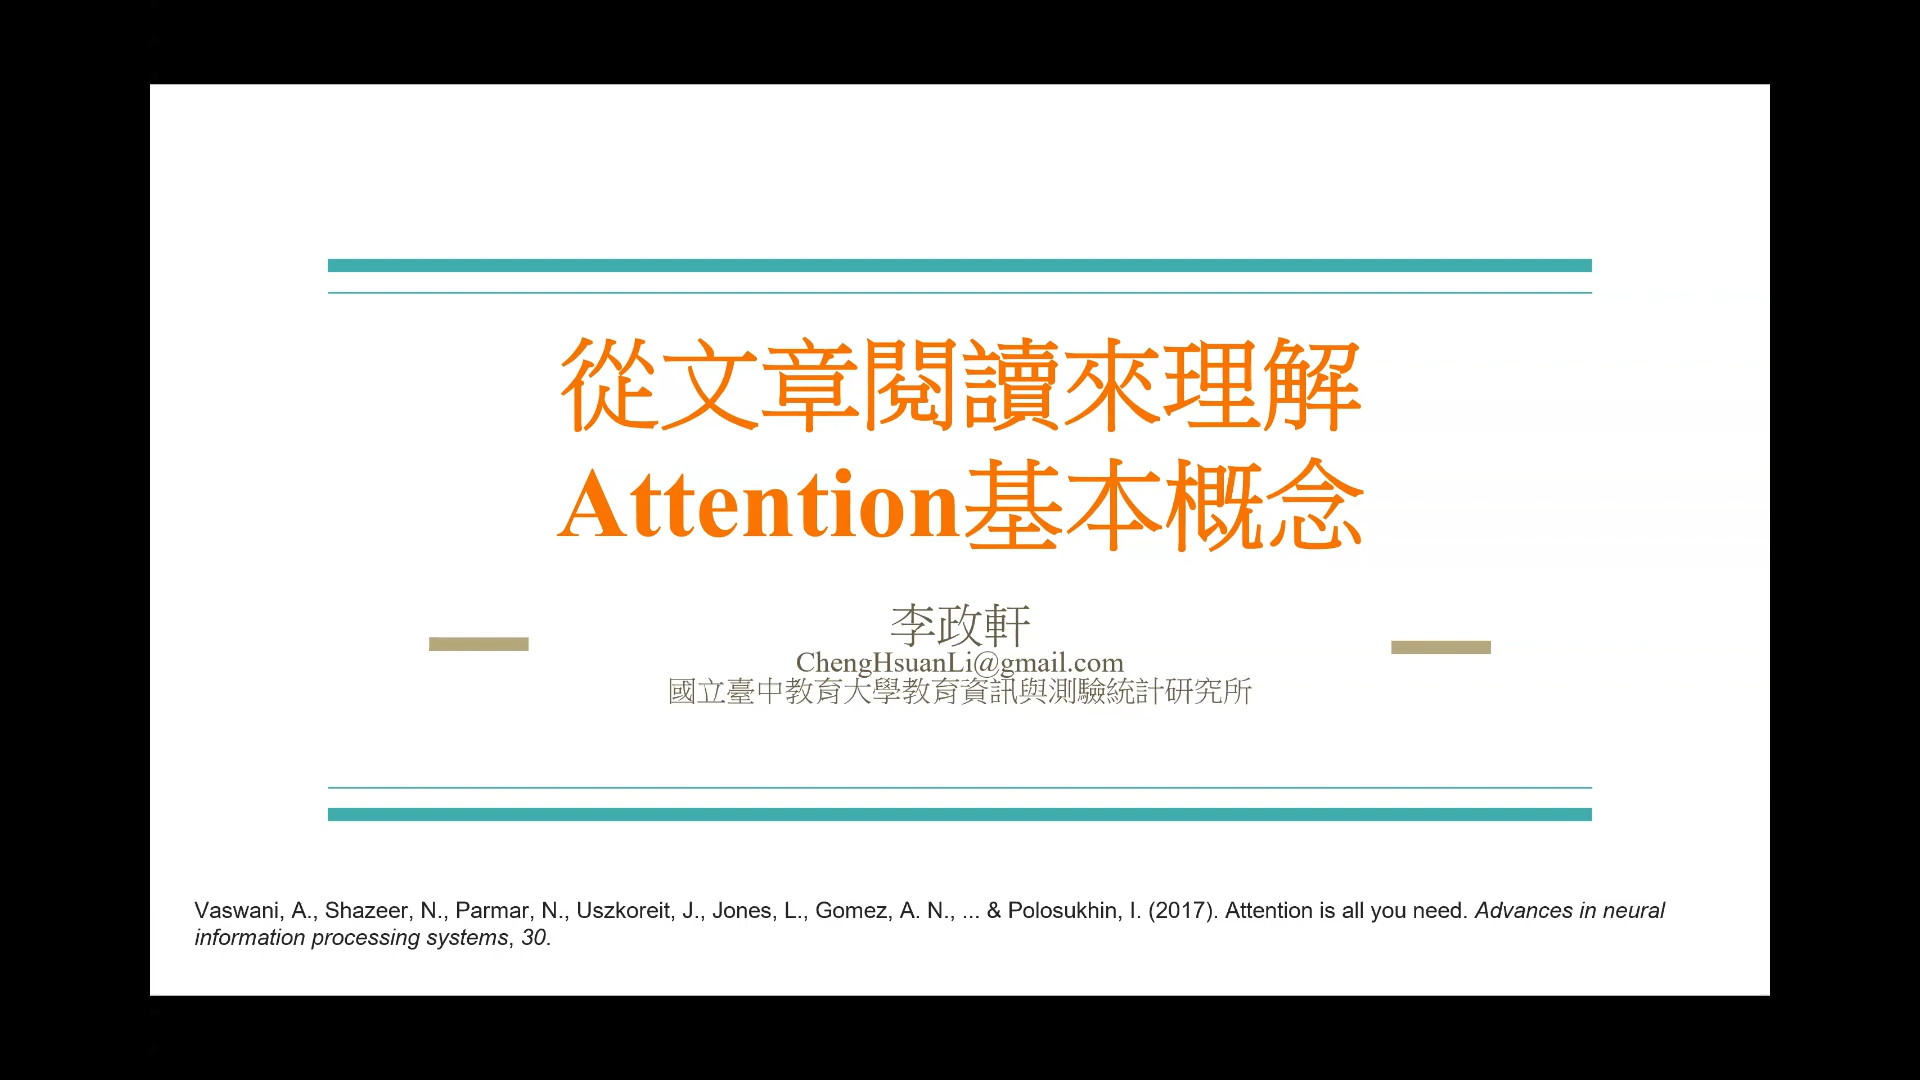 從文章閱讀來理解
Attention基本概念
李政軒
ChengHsuanLi@gmail.com
國立臺中教育大學教育資訊與測驗統計研究所
Vaswani, A., Shazeer, N., Parmar, N., Uszkoreit, J., Jones, L., Gomez, A. N., ... & Polosukhin, I. (2017). Attention is all you need. Advances in neural
information processing systems, 30.